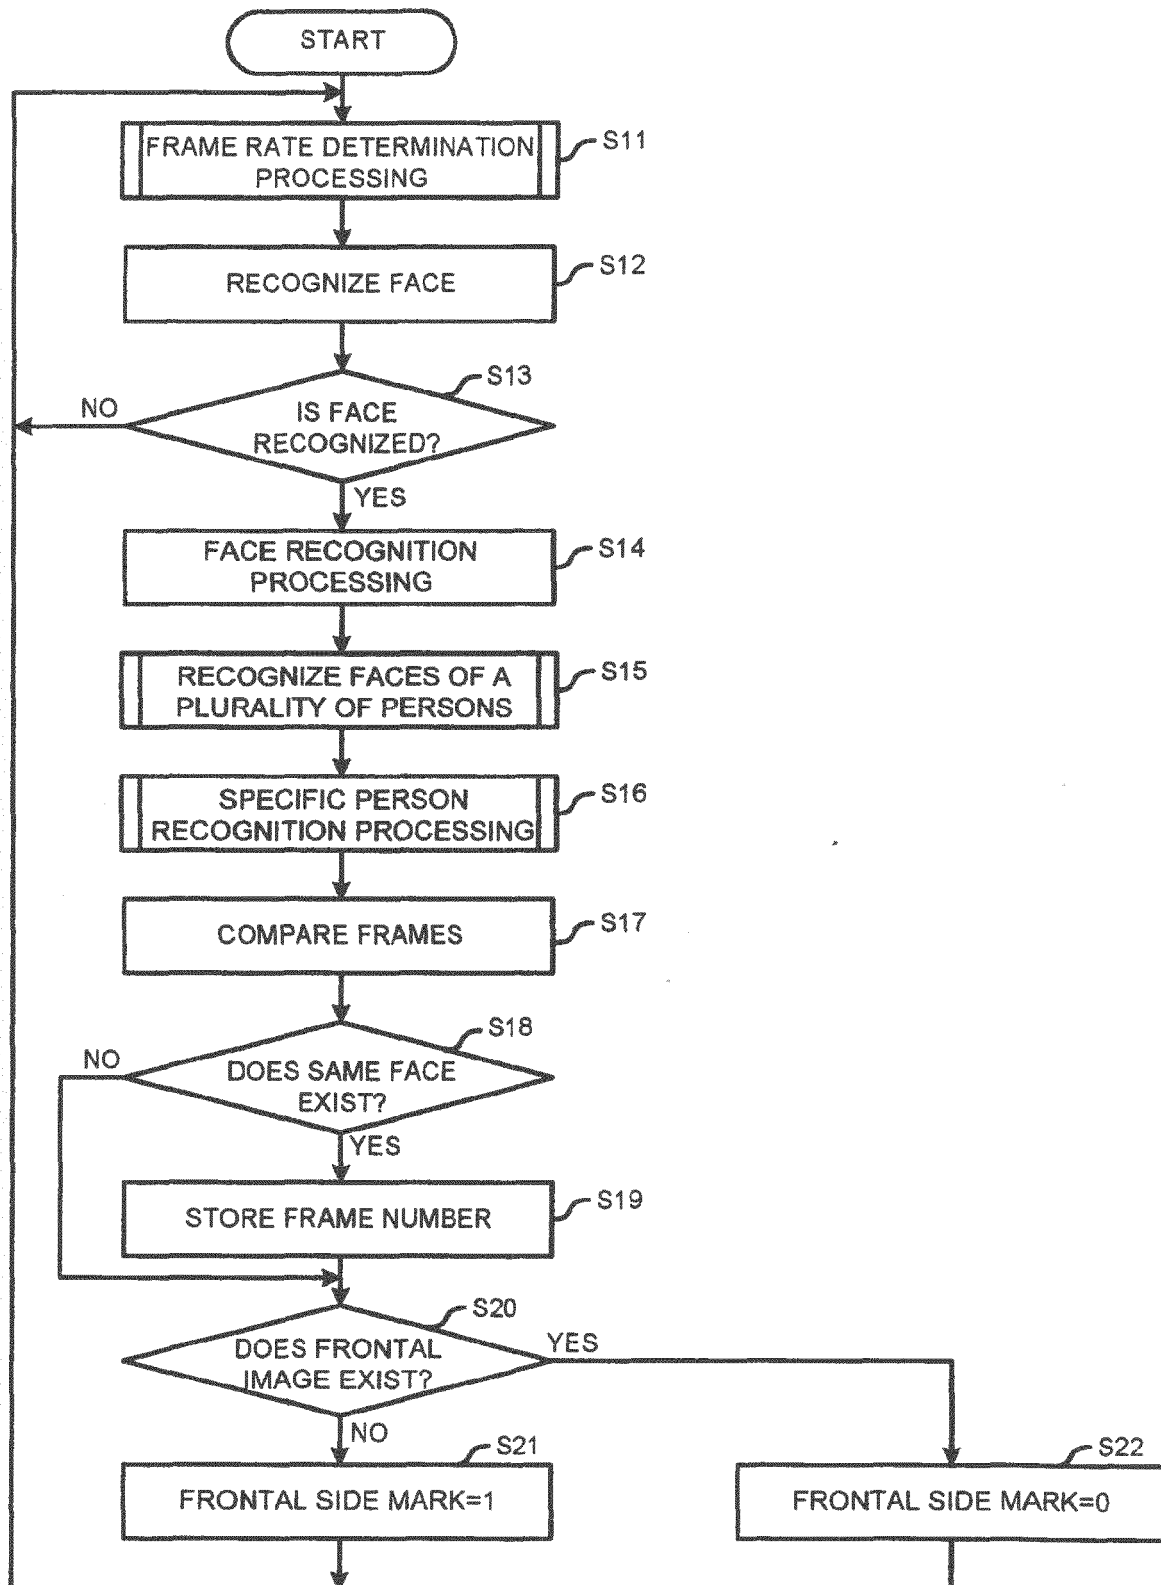 START
FRAME RATE DETERMINATION
PROCESSING
S11
RECOGNIZE FACE
S12
S13
NO
IS FACE
RECOGNIZED?
YES
FACE RECOGNITION
PROCESSING
S14
RECOGNIZE FACES OF A
PLURALITY OF PERSONS
S15
SPECIFIC PERSON
RECOGNITION PROCESSING
S16
COMPARE FRAMES
S17
S18
NO
DOES SAME FACE
EXIST?
YES
STORE FRAME NUMBER
S19
S20
DOES FRONTAL
IMAGE EXIST?
YES
NO
S21
FRONTAL SIDE MARK=1
S22
FRONTAL SIDE MARK=0